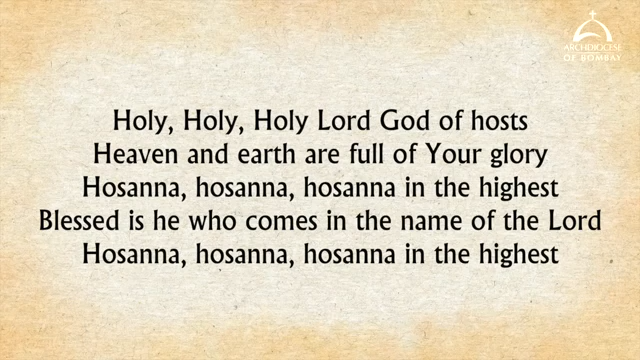 ARCHDIOCESE
OF BOMBAY
Holy, Holy, Holy Lord God of hosts
Heaven and earth are full of Your glory
Hosanna, hosanna, hosanna in the highest
Blessed is he who comes in the name of the Lord
Hosanna, hosanna, hosanna in the highest